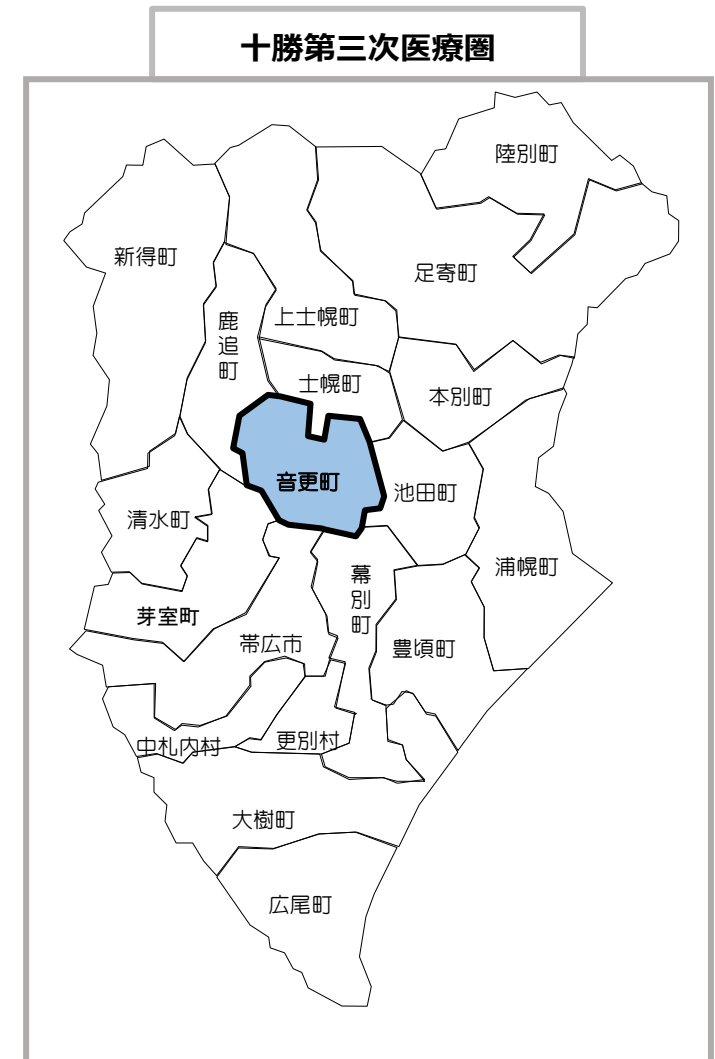 十勝第三次医療圏
陸別町
新得町
足寄町
上士幌町
鹿追町
士幌町
本別町
音更町
池田町
清水町
浦幌町
幕別町
芽室町
帯広市
豊頃町
中札内村
更別村
大樹町
広尾町